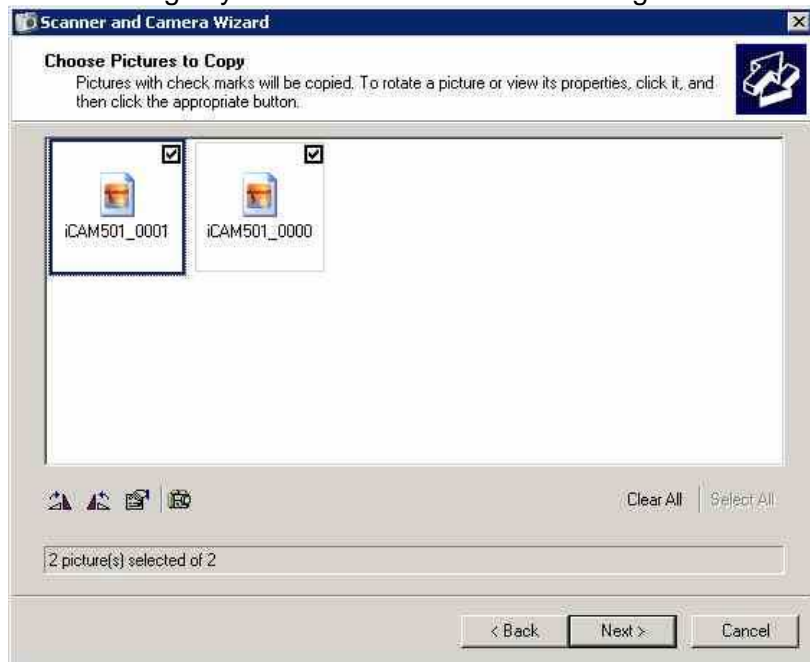 Scanner and Camera Wizard
Choose Pictures to Copy
Pictures with check marks will be copied. To rotate a picture or view its properties, click it, and
then click the appropriate button.
iCAM501_0001 iCAM501_0000
Clear All Select All
2 picture(s) selected of 2
< Back Next > Cancel